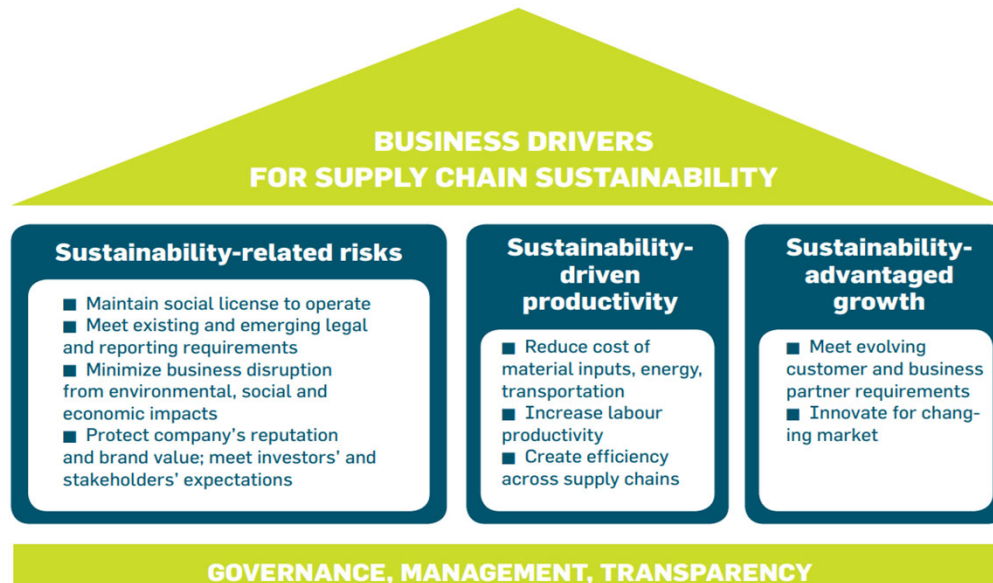 BUSINESS DRIVERS
FOR SUPPLY CHAIN SUSTAINABILITY
Sustainability-related risks
■ Maintain social license to operate
■ Meet existing and emerging legal
and reporting requirements
■ Minimize business disruption
from environmental, social and
economic impacts
■ Protect company’s reputation
and brand value; meet investors’ and
stakeholders’ expectations
Sustainability-
driven
productivity
■ Reduce cost of
material inputs, energy,
transportation
■ Increase labour
productivity
■ Create efficiency
across supply chains
Sustainability-
advantaged
growth
■ Meet evolving
customer and business
partner requirements
■ Innovate for chang-
ing market
GOVERNANCE, MANAGEMENT, TRANSPARENCY